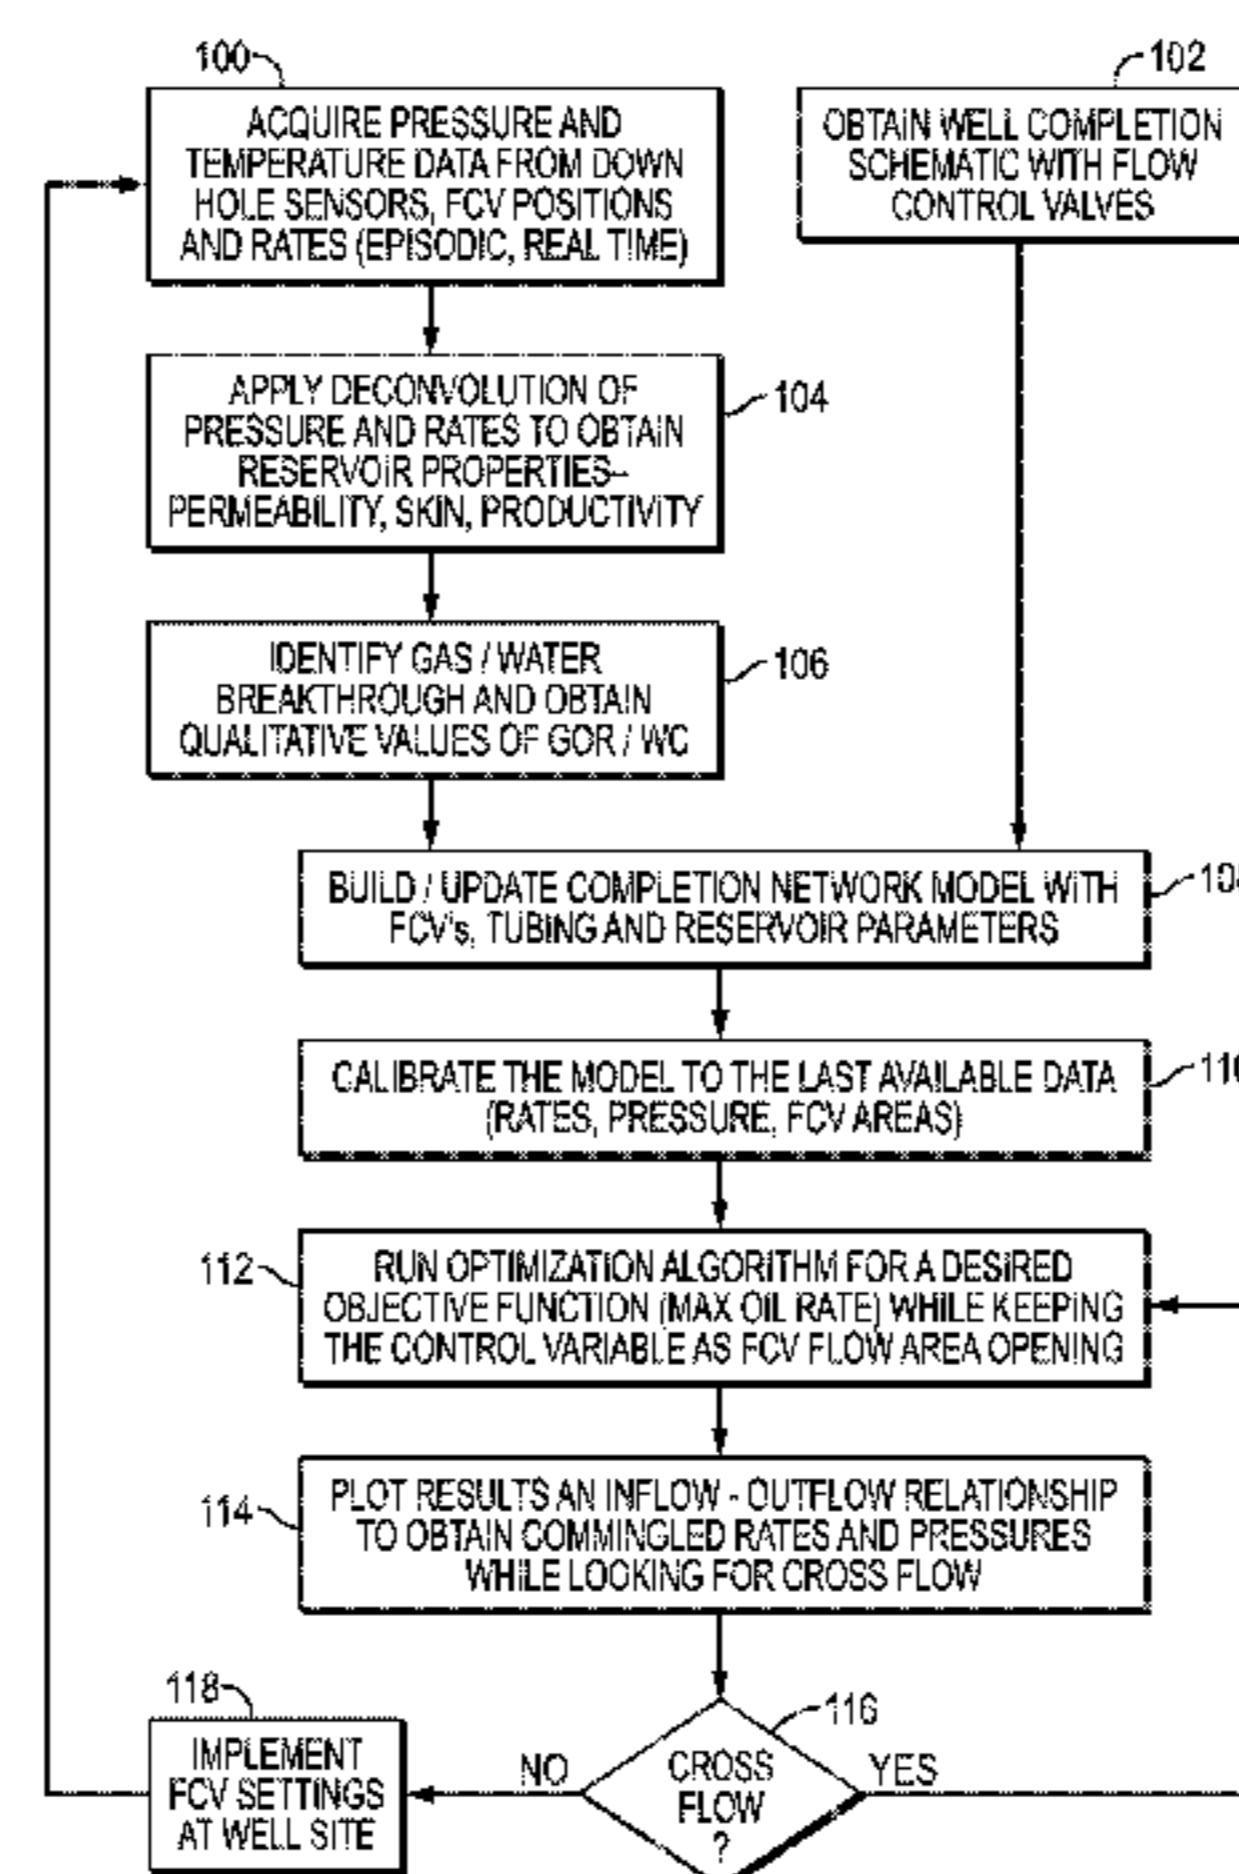 100
ACQUIRE PRESSURE AND
TEMPERATURE DATA FROM DOWN
HOLE SENSORS, FCV POSITIONS
AND RATES (EPISODIC, REAL TIME)
102
OBTAIN WELL COMPLETION
SCHEMATIC WITH FLOW
CONTROL VALVES
APPLY DECONVOLUTION OF
PRESSURE AND RATES TO OBTAIN
RESERVOIR PROPERTIES–
PERMEABILITY, SKIN, PRODUCTIVITY
104
IDENTIFY GAS / WATER
BREAKTHROUGH AND OBTAIN
QUALITATIVE VALUES OF GOR / WC
106
BUILD / UPDATE COMPLETION NETWORK MODEL WITH
FCV's, TUBING AND RESERVOIR PARAMETERS
CALIBRATE THE MODEL TO THE LAST AVAILABLE DATA
(RATES, PRESSURE, FCV AREAS)
110
112
RUN OPTIMIZATION ALGORITHM FOR A DESIRED
OBJECTIVE FUNCTION (MAX OIL RATE) WHILE KEEPING
THE CONTROL VARIABLE AS FCV FLOW AREA OPENING
114
PLOT RESULTS AN INFLOW - OUTFLOW RELATIONSHIP
TO OBTAIN COMMINGLED RATES AND PRESSURES
WHILE LOOKING FOR CROSS FLOW
116
CROSS
FLOW
?
NO
YES
118
IMPLEMENT
FCV SETTINGS
AT WELL SITE